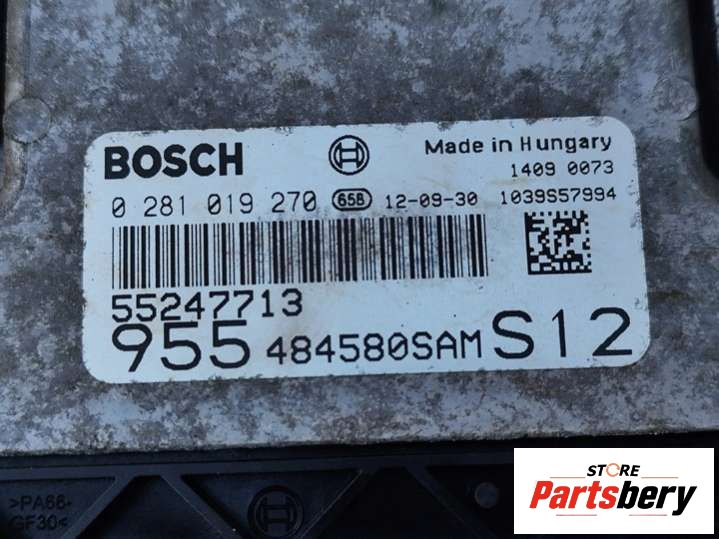 BOSCH
Made in Hungary
1409 0073
0 281 019 270 65B 12-09-30 1039S57994
55247713
955 484580SAM S12
>PA66-
GF30<
STORE
Partsbery